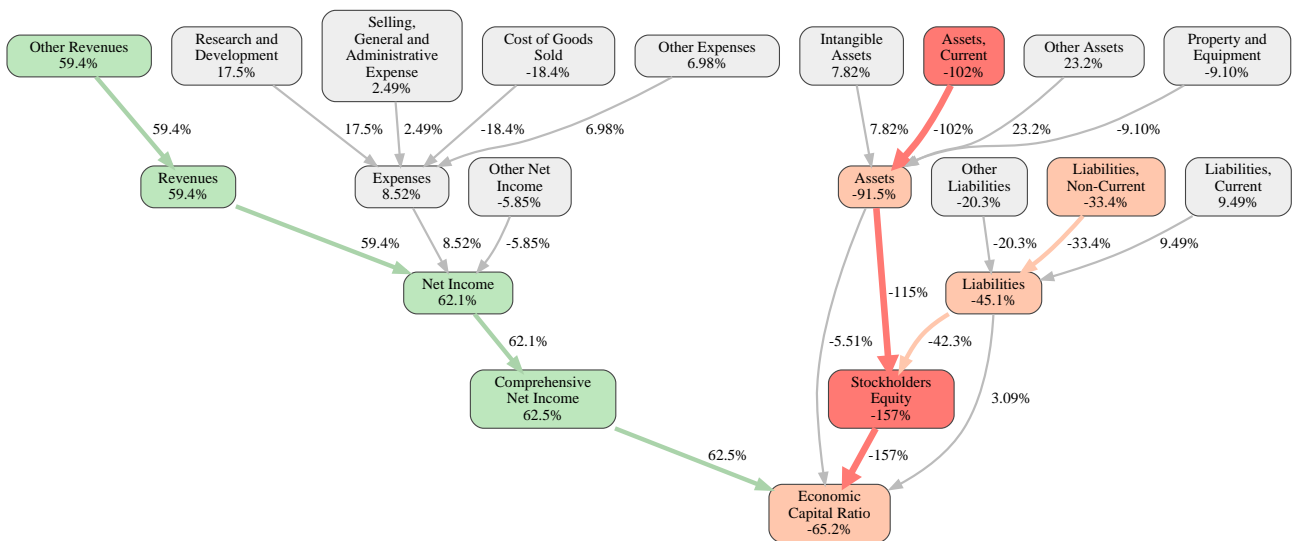 Other Revenues
59.4%
Research and
Development
17.5%
Selling,
General and
Administrative
Expense
2.49%
Cost of Goods
Sold
-18.4%
Other Expenses
6.98%
Intangible
Assets
7.82%
Assets,
Current
-102%
Other Assets
23.2%
Property and
Equipment
-9.10%
59.4%
17.5%
2.49%
-18.4%
6.98%
7.82%
-102%
23.2%
-9.10%
Revenues
59.4%
Expenses
8.52%
Other Net
Income
-5.85%
Assets
-91.5%
Other
Liabilities
-20.3%
Liabilities,
Non-Current
-33.4%
Liabilities,
Current
9.49%
59.4%
8.52%
-5.85%
-20.3%
-33.4%
9.49%
Net Income
62.1%
-115%
Liabilities
-45.1%
62.1%
-5.51%
-42.3%
Comprehensive
Net Income
62.5%
Stockholders
Equity
-157%
3.09%
62.5%
-157%
Economic
Capital Ratio
-65.2%